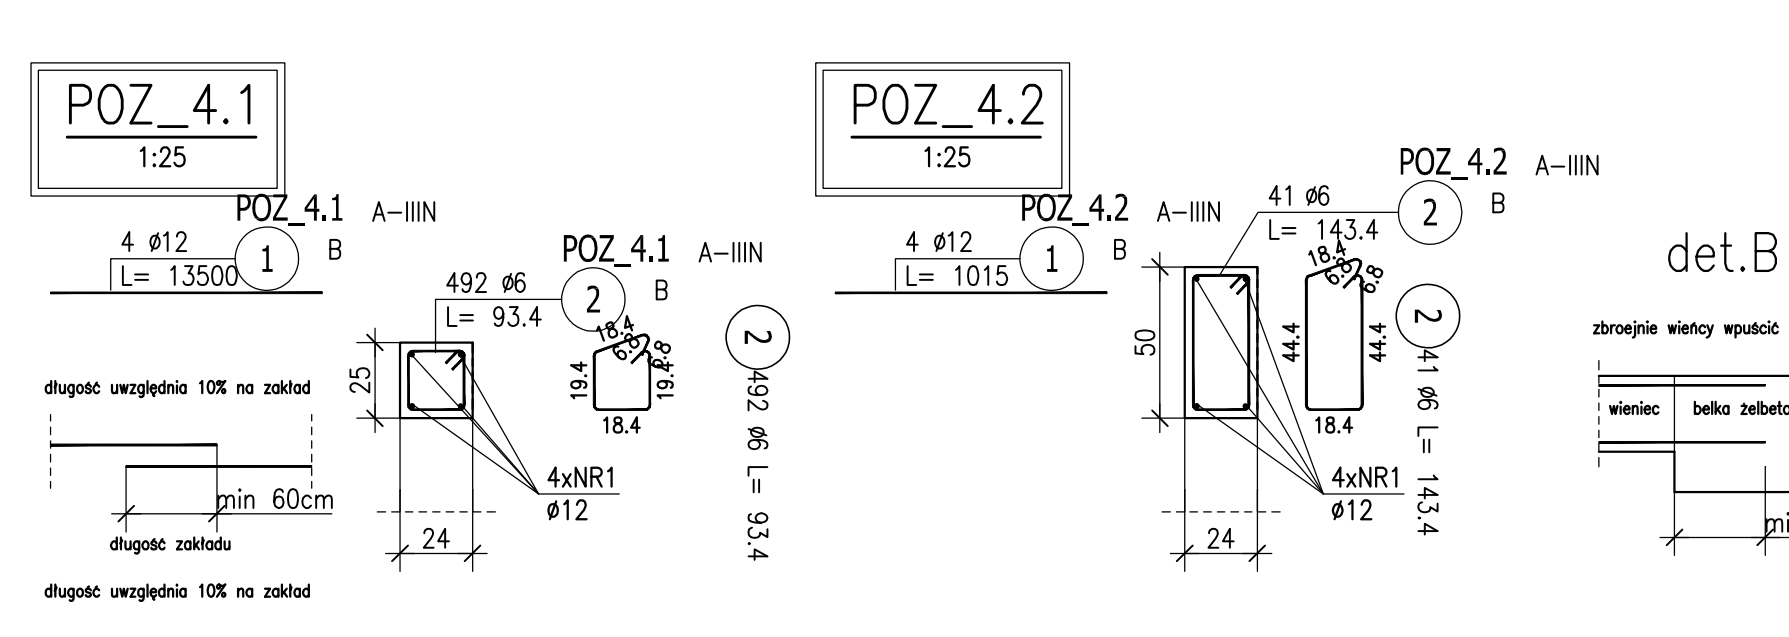 POZ_4.1
1:25
POZ_4.1 A-IIIN
4 ø12
1
B
L= 13500
POZ_4.1 A-IIIN
492 ø6
2
B
L= 93.4
18.4
6.8
6.8
19.4
19.4
18.4
25
24
4xNR1
ø12
2
492 ø6 L= 93.4
długość uwzględnia 10% na zakład
min 60cm
długość zakładu
długość uwzględnia 10% na zakład
POZ_4.2
1:25
POZ_4.2 A-IIIN
4 ø12
1
B
L= 1015
POZ_4.2 A-IIIN
41 ø6
2
B
L= 143.4
18.4
6.8
6.8
44.4
44.4
18.4
50
24
4xNR1
ø12
2
41 ø6 L= 143.4
det.B
zbroejnie wieńcy wpuścić
wieniec
belka